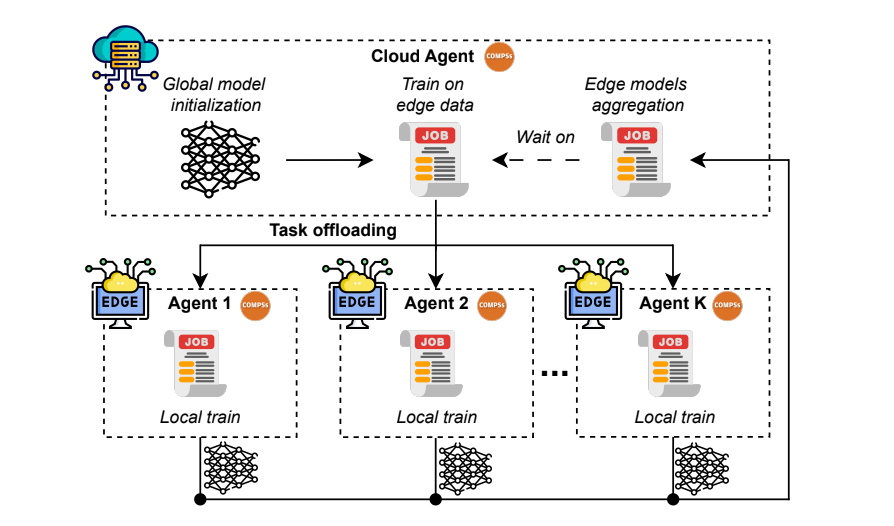 Cloud Agent
COMPSs
Global model
initialization
Train on
edge data
Edge models
aggregation
JOB
Wait on
JOB
Task offloading
EDGE
Agent 1
COMPSs
JOB
Local train
EDGE
Agent 2
COMPSs
JOB
Local train
...
EDGE
Agent K
COMPSs
JOB
Local train